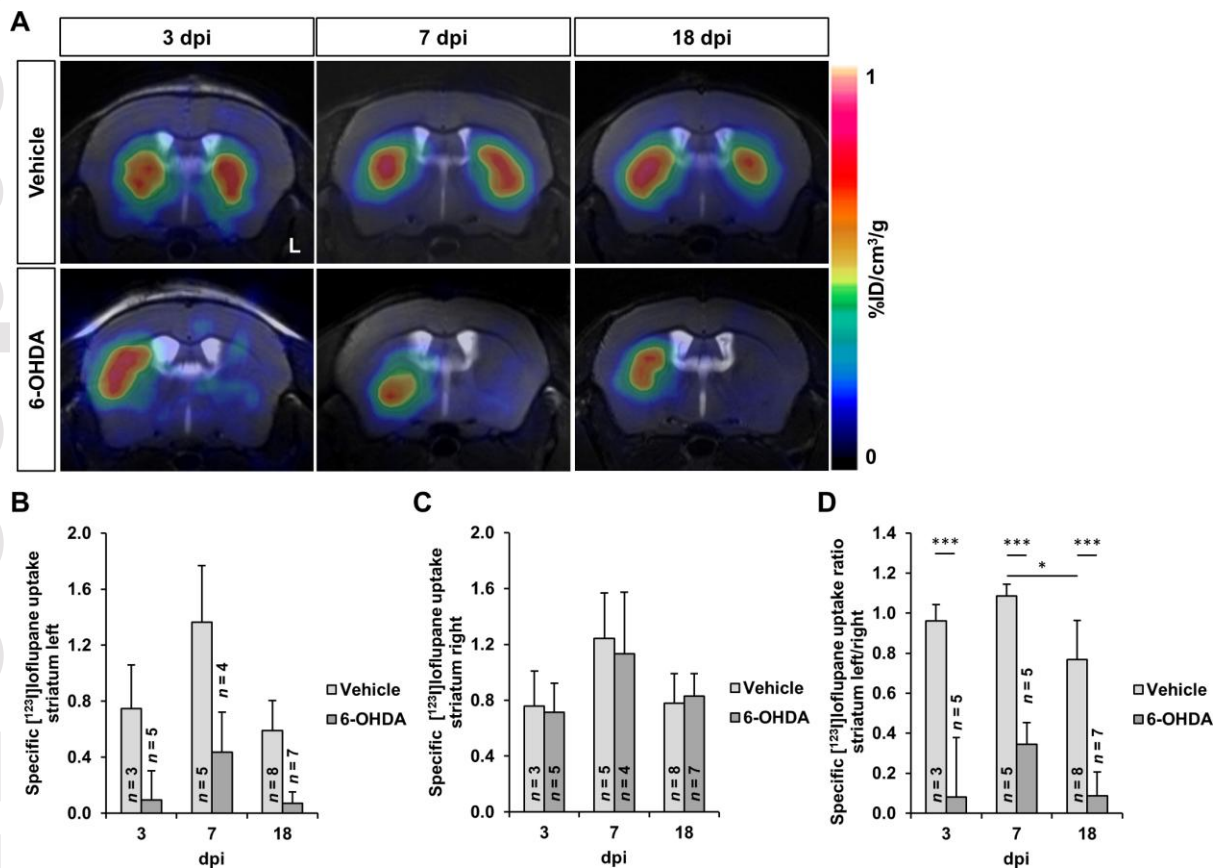 A
3 dpi
7 dpi
18 dpi
Vehicle
L
6-OHDA
1
%ID/cm³/g
0
B
Specific [¹²³I]Ioflupane uptake
striatum left
2.0
1.6
1.2
0.8
0.4
0.0
n = 3
n = 5
n = 5
n = 4
n = 8
n = 7
3
7
18
dpi
Vehicle
6-OHDA
C
Specific [¹²³I]Ioflupane uptake
striatum right
2.0
1.6
1.2
0.8
0.4
0.0
n = 3
n = 5
n = 5
n = 4
n = 8
n = 7
3
7
18
dpi
Vehicle
6-OHDA
D
Specific [¹²³I]Ioflupane uptake ratio
striatum left/right
1.4
1.2
1.0
0.8
0.6
0.4
0.2
0.0
***
***
***
*
n = 3
n = 5
n = 5
n = 5
n = 8
n = 7
3
7
18
dpi
Vehicle
6-OHDA